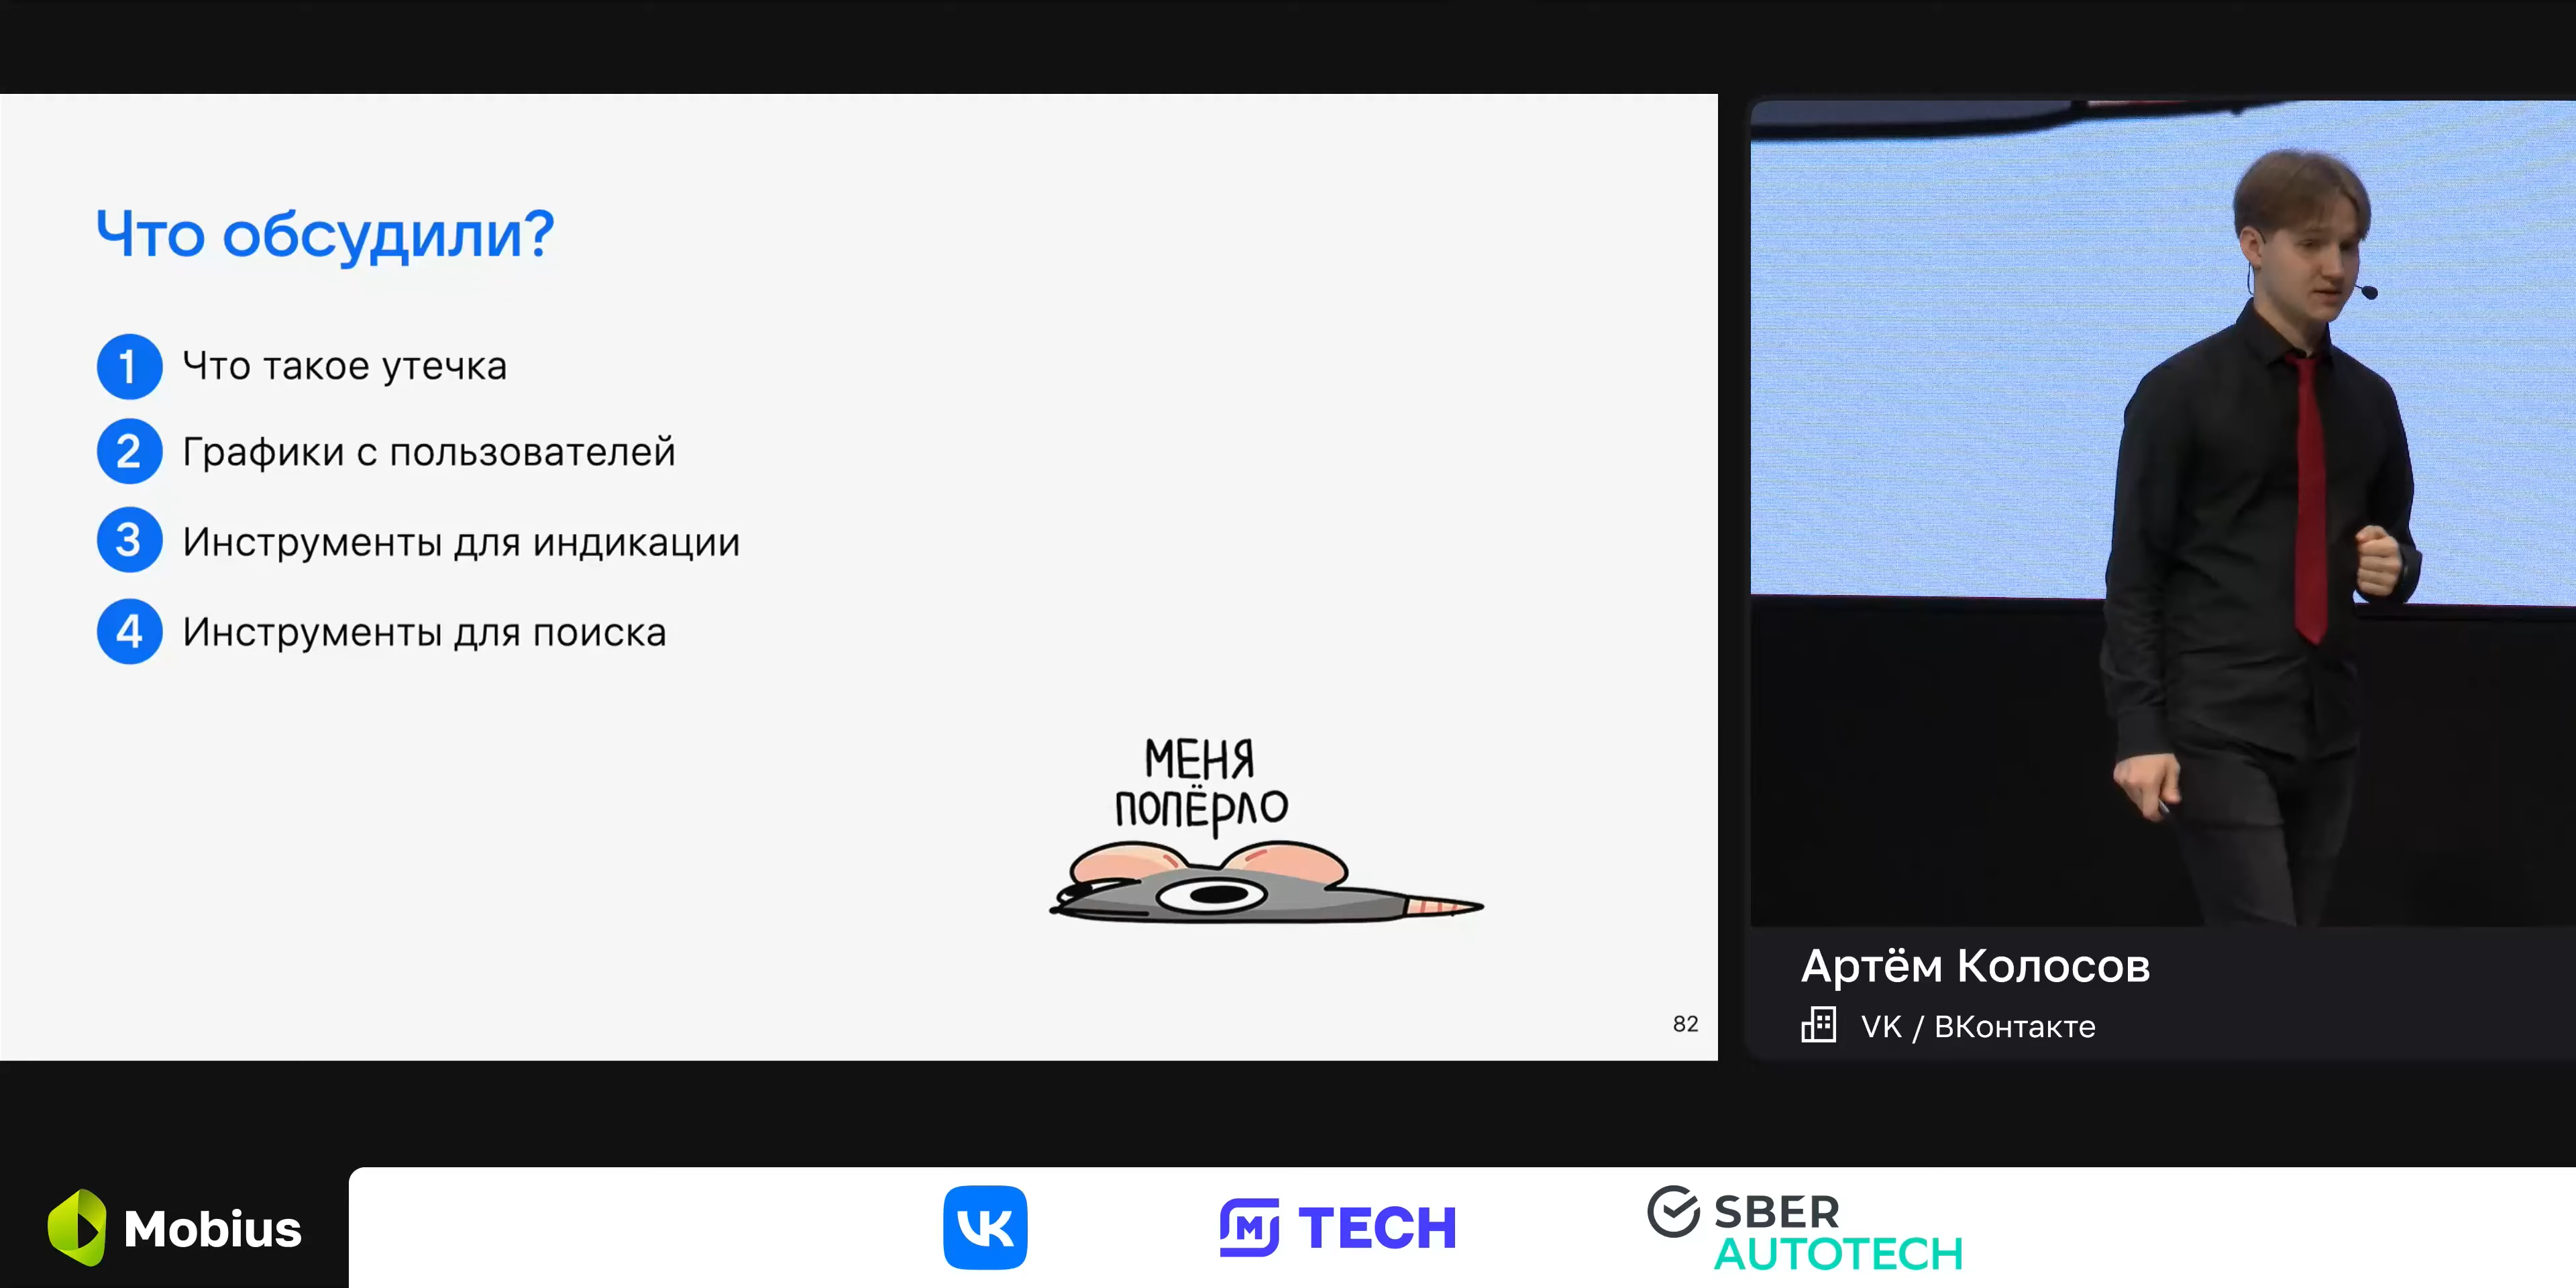 Что обсудили?
1 Что такое утечка
2 Графики с пользователей
3 Инструменты для индикации
4 Инструменты для поиска
МЕНЯ
ПОПЁРЛО
82
Артём Колосов
VK / ВКонтакте
Mobius
VK
M TECH
SBER
AUTOTECH